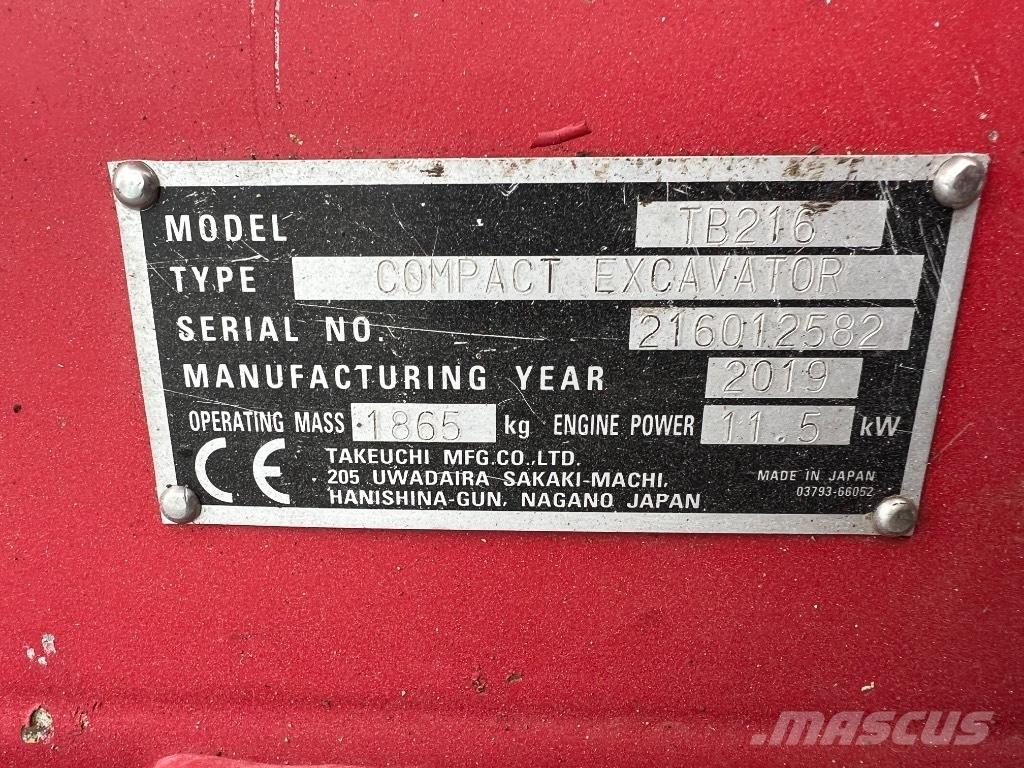 MODEL TB216
TYPE COMPACT EXCAVATOR
SERIAL NO. 216012582
MANUFACTURING YEAR 2019
OPERATING MASS 1865 kg ENGINE POWER 11.5 kW
CE
TAKEUCHI MFG.CO.,LTD.
205 UWADAIRA SAKAKI-MACHI,
HANISHINA-GUN, NAGANO JAPAN
MADE IN JAPAN
03793-66052
MASCUS